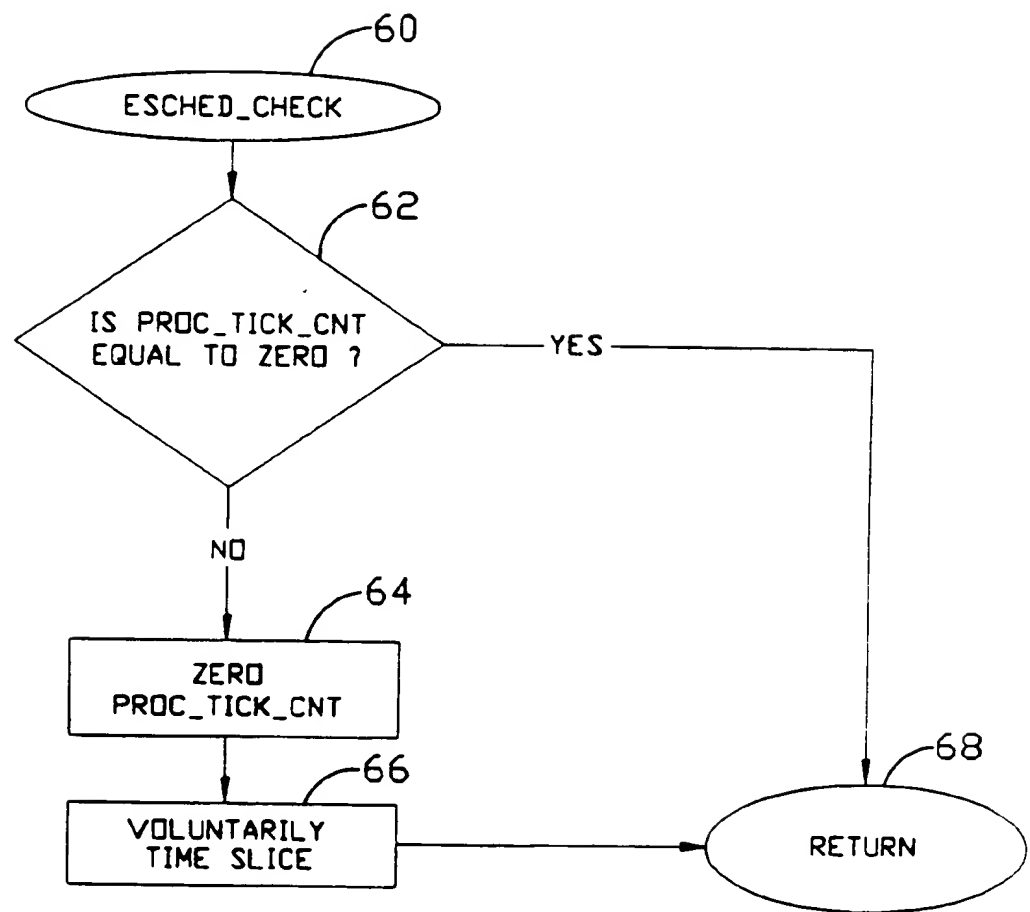 60
ESCHED_CHECK
62
IS PROC_TICK_CNT
EQUAL TO ZERO ?
YES
NO
64
ZERO
PROC_TICK_CNT
66
VOLUNTARILY
TIME SLICE
68
RETURN